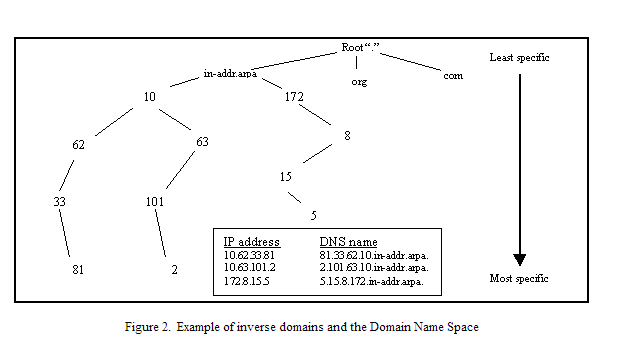 Root"."
Least specific
in-addr.arpa
org
com
10
172
62
63
8
15
33
101
5
81
2
IP address DNS name
10.62.33.81 81.33.62.10.in-addr.arpa.
10.63.101.2 2.101.63.10.in-addr.arpa.
172.8.15.5 5.15.8.172.in-addr.arpa.
Most specific
Figure 2. Example of inverse domains and the Domain Name Space